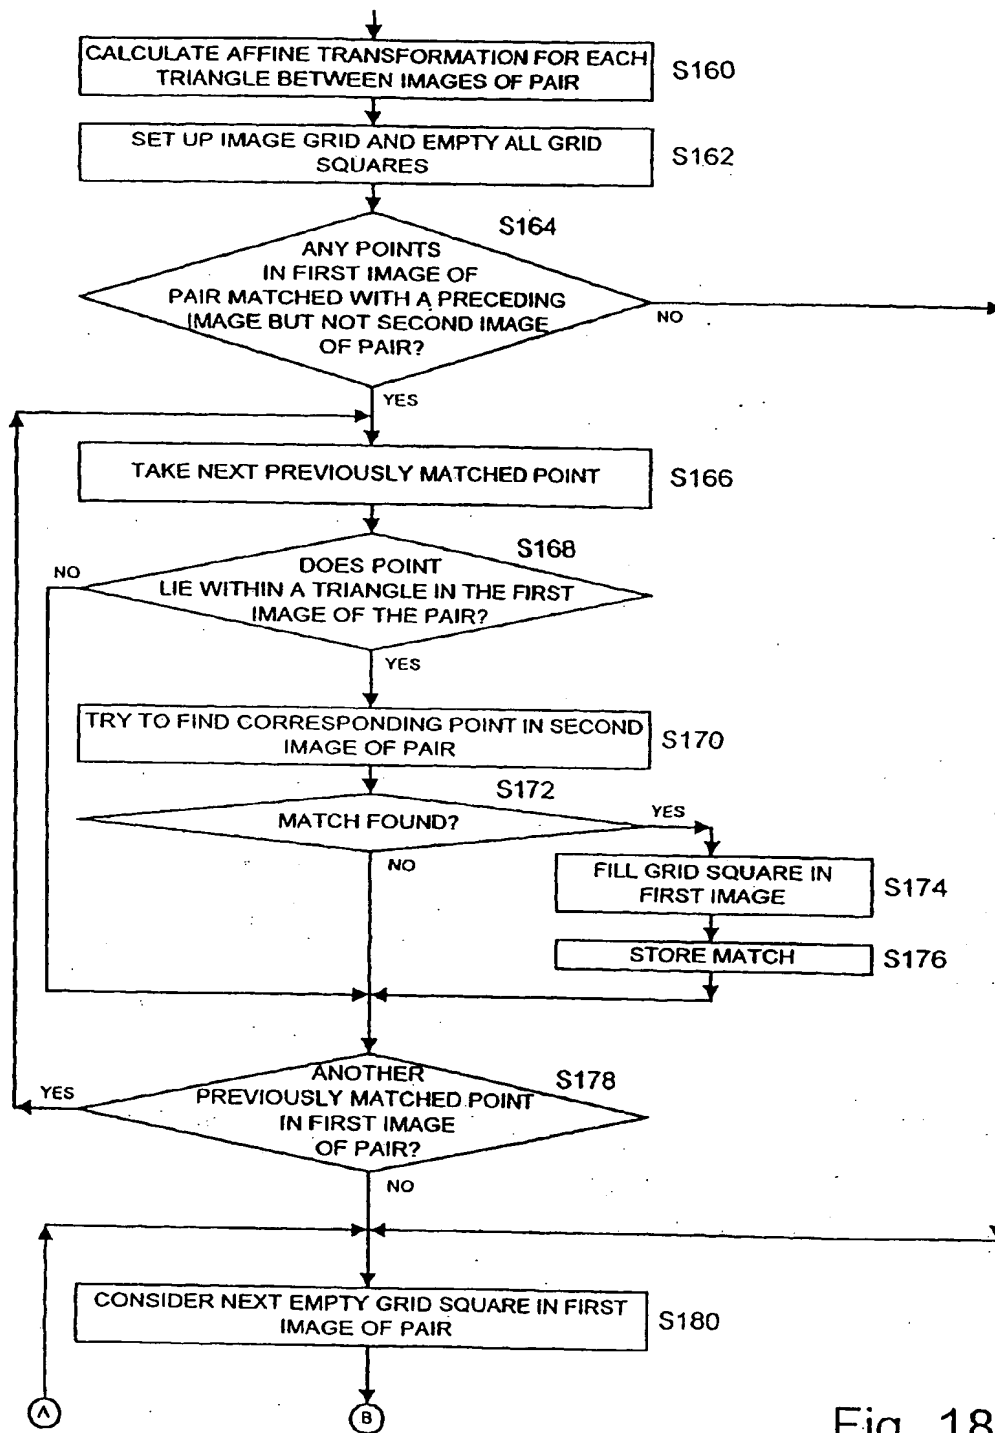 CALCULATE AFFINE TRANSFORMATION FOR EACH
TRIANGLE BETWEEN IMAGES OF PAIR
S160
SET UP IMAGE GRID AND EMPTY ALL GRID
SQUARES
S162
S164
ANY POINTS
IN FIRST IMAGE OF
PAIR MATCHED WITH A PRECEDING
IMAGE BUT NOT SECOND IMAGE
OF PAIR?
NO
YES
TAKE NEXT PREVIOUSLY MATCHED POINT
S166
S168
DOES POINT
LIE WITHIN A TRIANGLE IN THE FIRST
IMAGE OF THE PAIR?
NO
YES
TRY TO FIND CORRESPONDING POINT IN SECOND
IMAGE OF PAIR
S170
S172
MATCH FOUND?
YES
NO
FILL GRID SQUARE IN
FIRST IMAGE
S174
STORE MATCH
S176
S178
ANOTHER
PREVIOUSLY MATCHED POINT
IN FIRST IMAGE
OF PAIR?
YES
NO
CONSIDER NEXT EMPTY GRID SQUARE IN FIRST
IMAGE OF PAIR
S180
A
B
Fig. 18